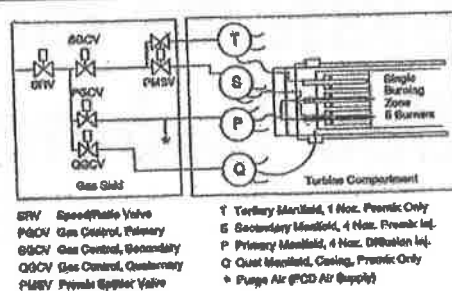 SGCV
SRV
PGCV
PMSV
QGCV
T
S
P
Q
Single
Burning
Zone
5 Burners
Gas Skid
Turbine Compartment
SRV Speed/Ratio Valve
PGCV Gas Control, Primary
SGCV Gas Control, Secondary
QGCV Gas Control, Quaternary
PMSV Premix Splitter Valve
T Tertiary Manifold, 1 Noz. Premix Only
S Secondary Manifold, 4 Noz. Premix Inj.
P Primary Manifold, 4 Noz. Diffusion Inj.
Q Quat Manifold, Casing, Premix Only
* Purge Air (PCD Air Supply)